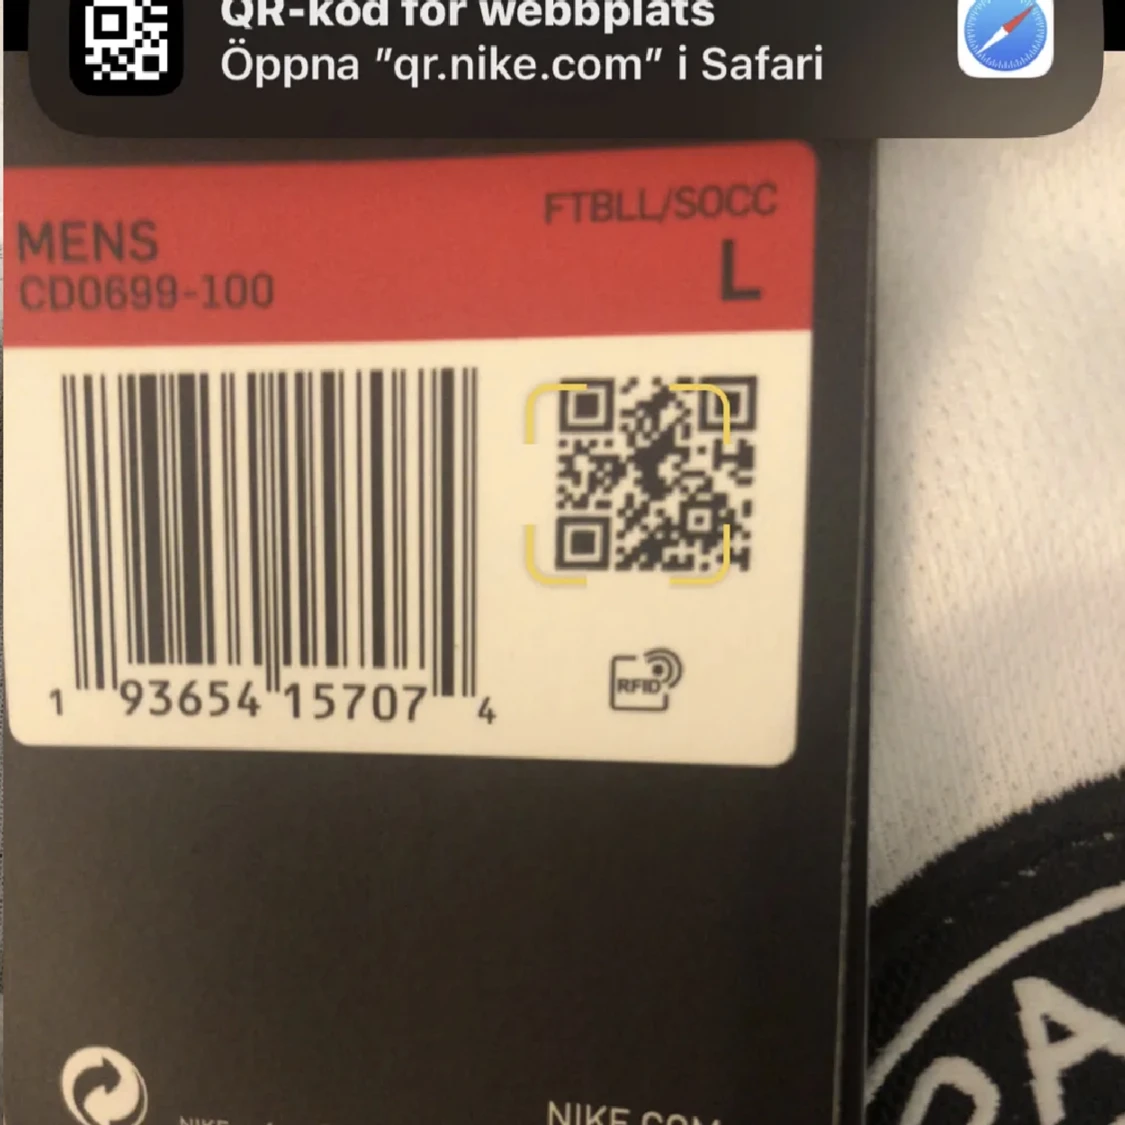 QR-kod för webbplats
Öppna "qr.nike.com" i Safari
FTBLL/SOCC
MENS
L
CD0699-100
RFID
1 93654 15707 4
PA
NIKE.COM